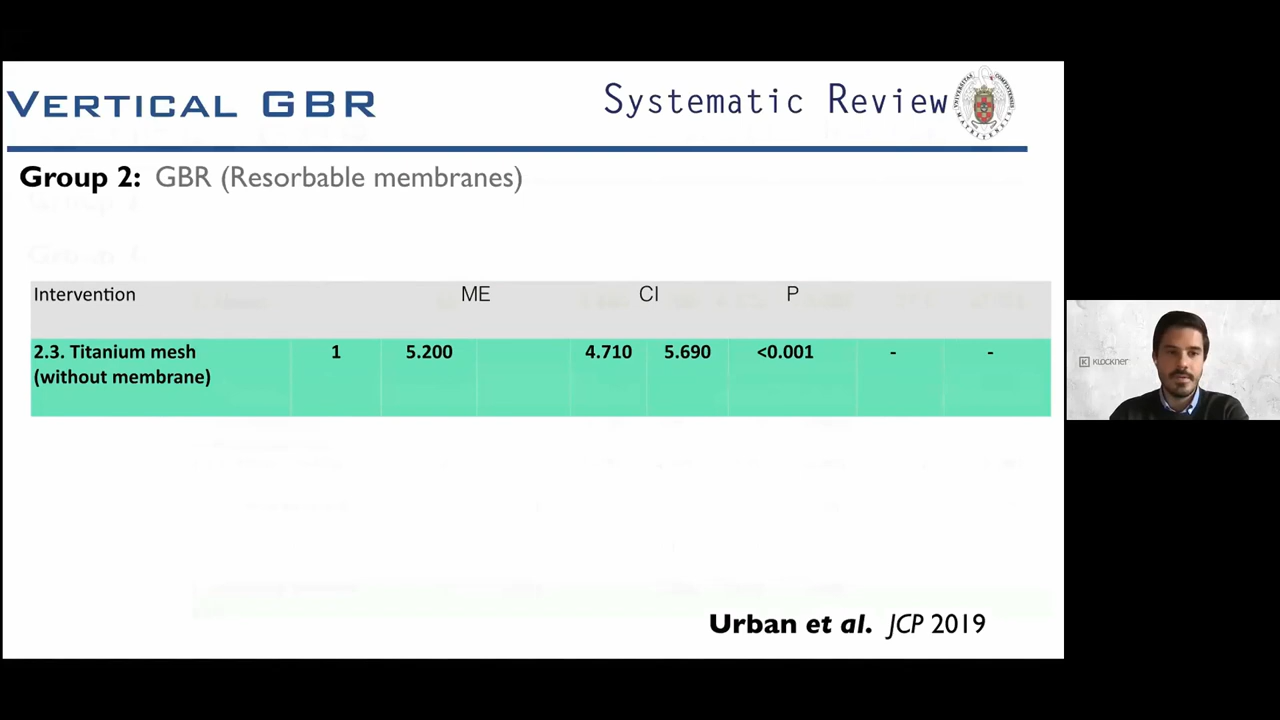 VERTICAL GBR
Systematic Review
Group 2: GBR (Resorbable membranes)
Intervention ME CI P
2.3. Titanium mesh 1 5.200 4.710 5.690 <0.001 - -
(without membrane)
Urban et al. JCP 2019
KLOCKNER